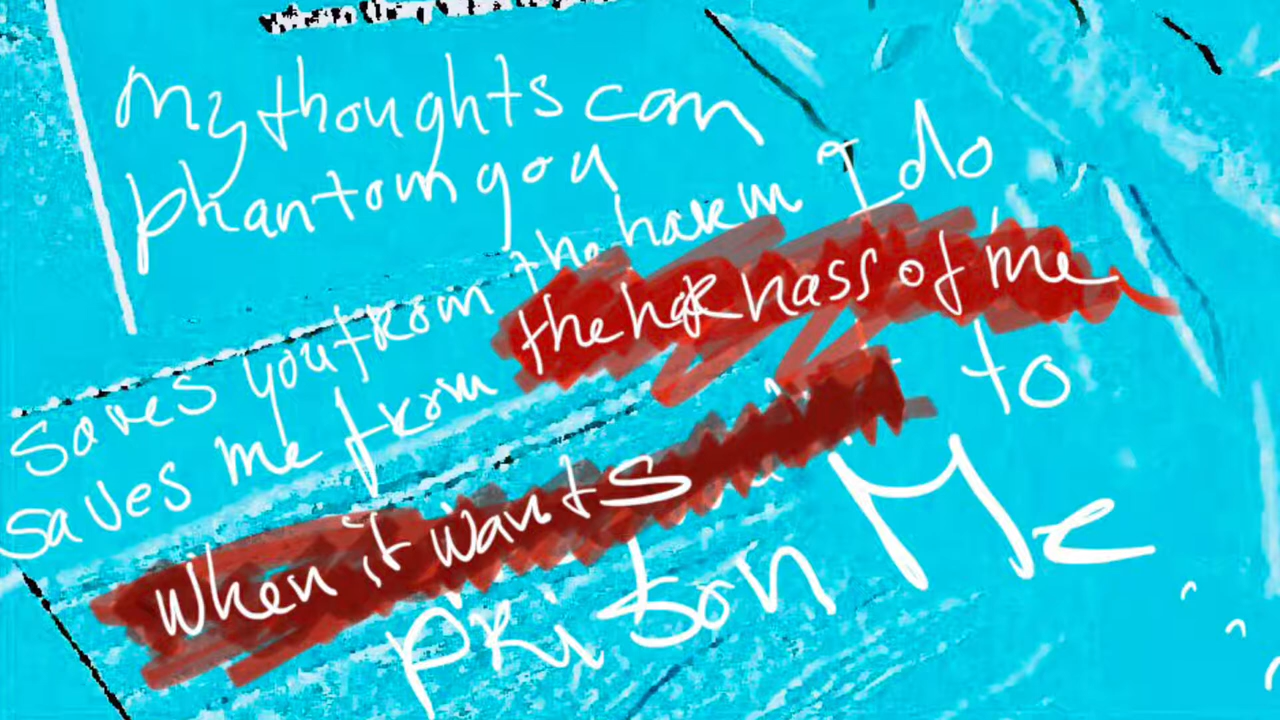 My thoughts can
phantom you
saves you from the harm I do
saves me from the harnass of me
when it wants to
prison Me